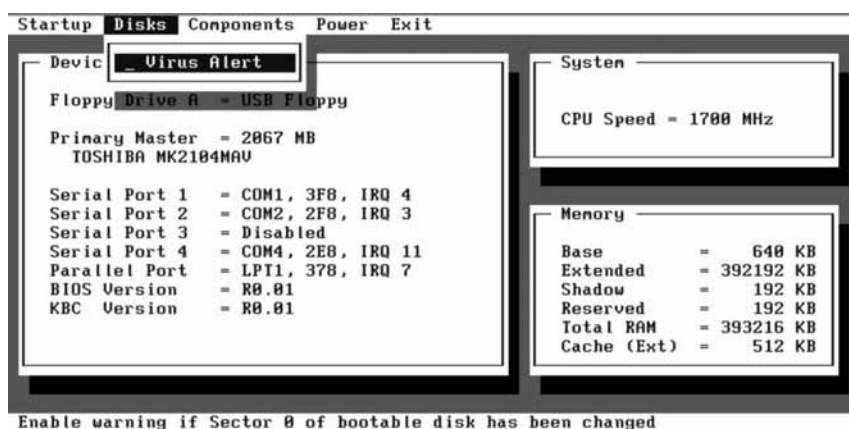 Startup Disks Components Power Exit
_ Virus Alert
Devic
Floppy Drive A = USB Floppy
Primary Master = 2067 MB
TOSHIBA MK2104MAV
Serial Port 1 = COM1, 3F8, IRQ 4
Serial Port 2 = COM2, 2F8, IRQ 3
Serial Port 3 = Disabled
Serial Port 4 = COM4, 2E8, IRQ 11
Parallel Port = LPT1, 378, IRQ 7
BIOS Version = R0.01
KBC Version = R0.01
System
CPU Speed = 1700 MHz
Memory
Base = 640 KB
Extended = 392192 KB
Shadow = 192 KB
Reserved = 192 KB
Total RAM = 393216 KB
Cache (Ext) = 512 KB
Enable warning if Sector 0 of bootable disk has been changed